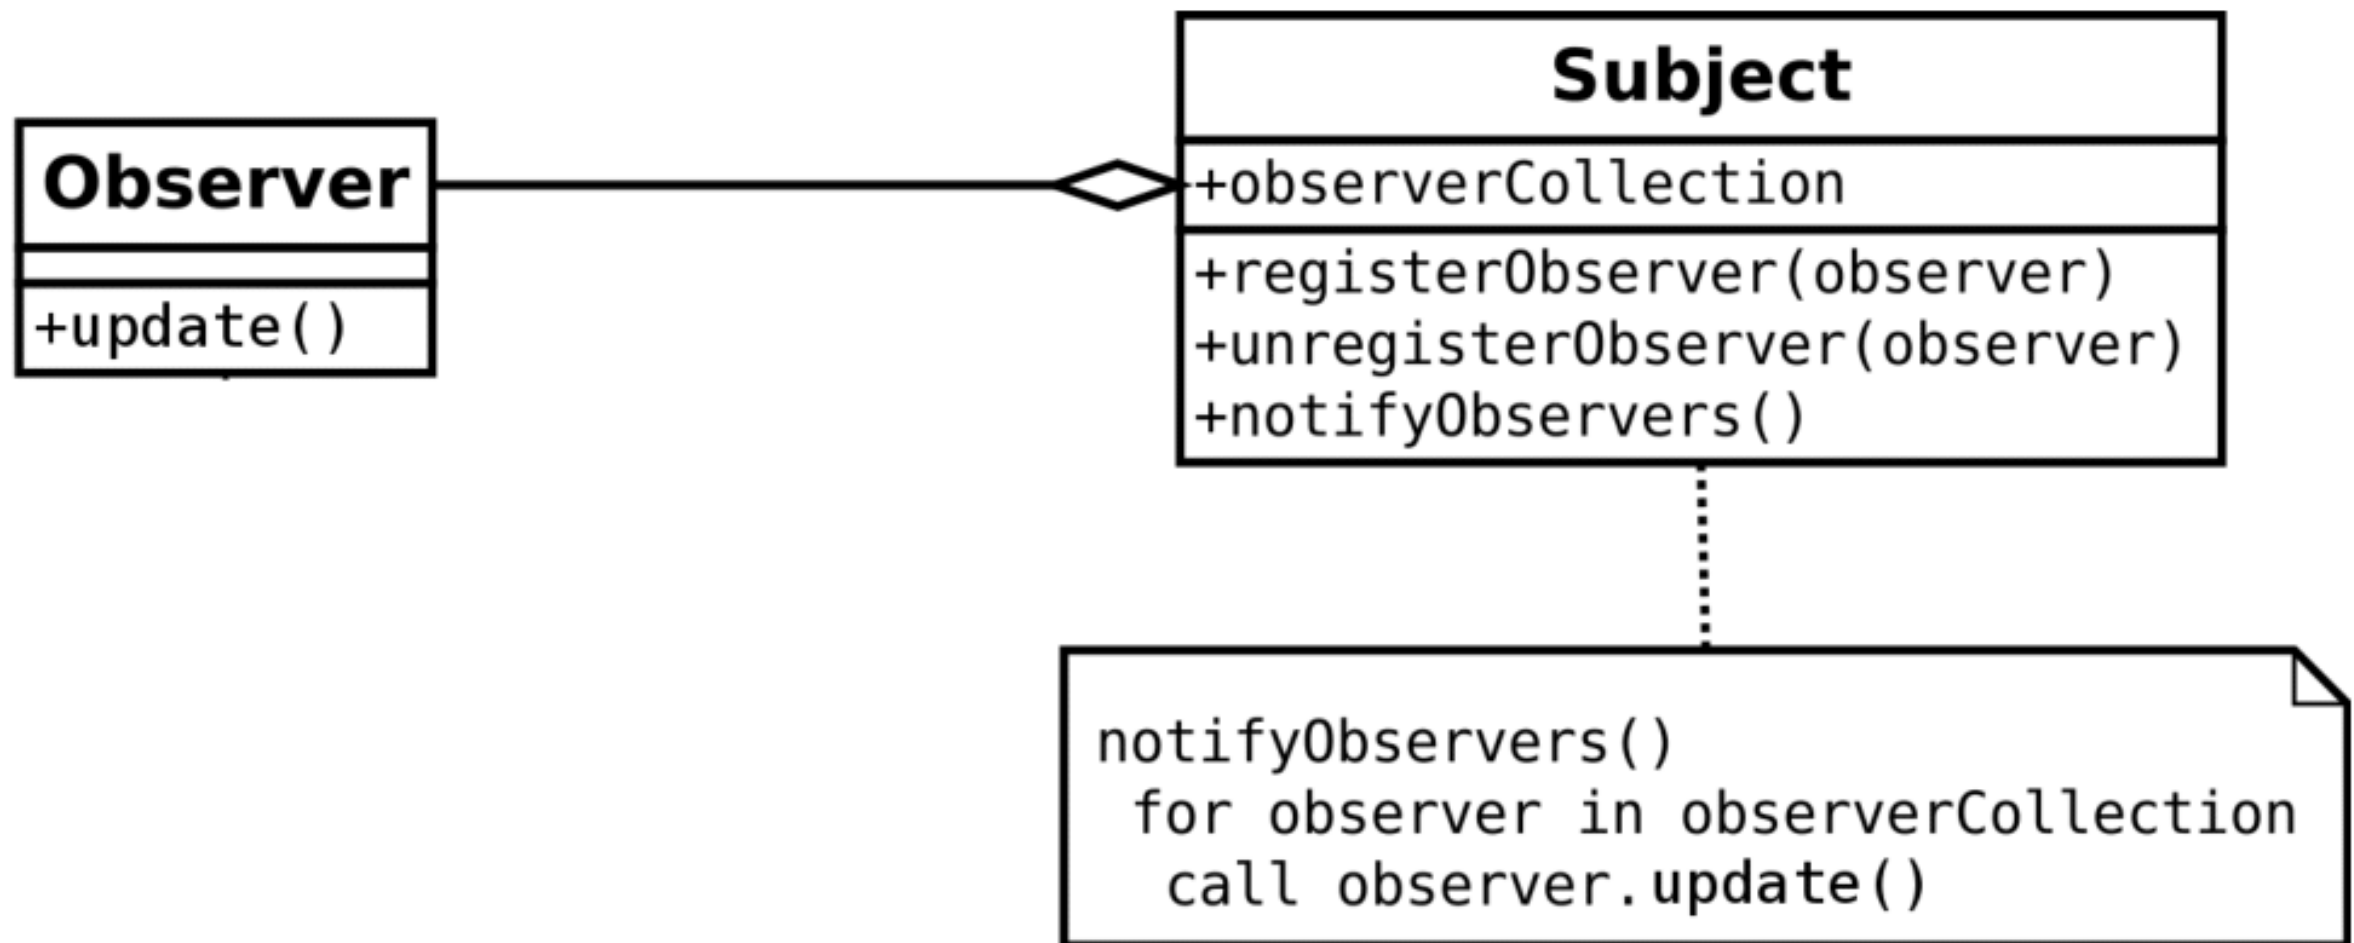 Observer
+update()
Subject
+observerCollection
+registerObserver(observer)
+unregisterObserver(observer)
+notifyObservers()
notifyObservers()
for observer in observerCollection
call observer.update()